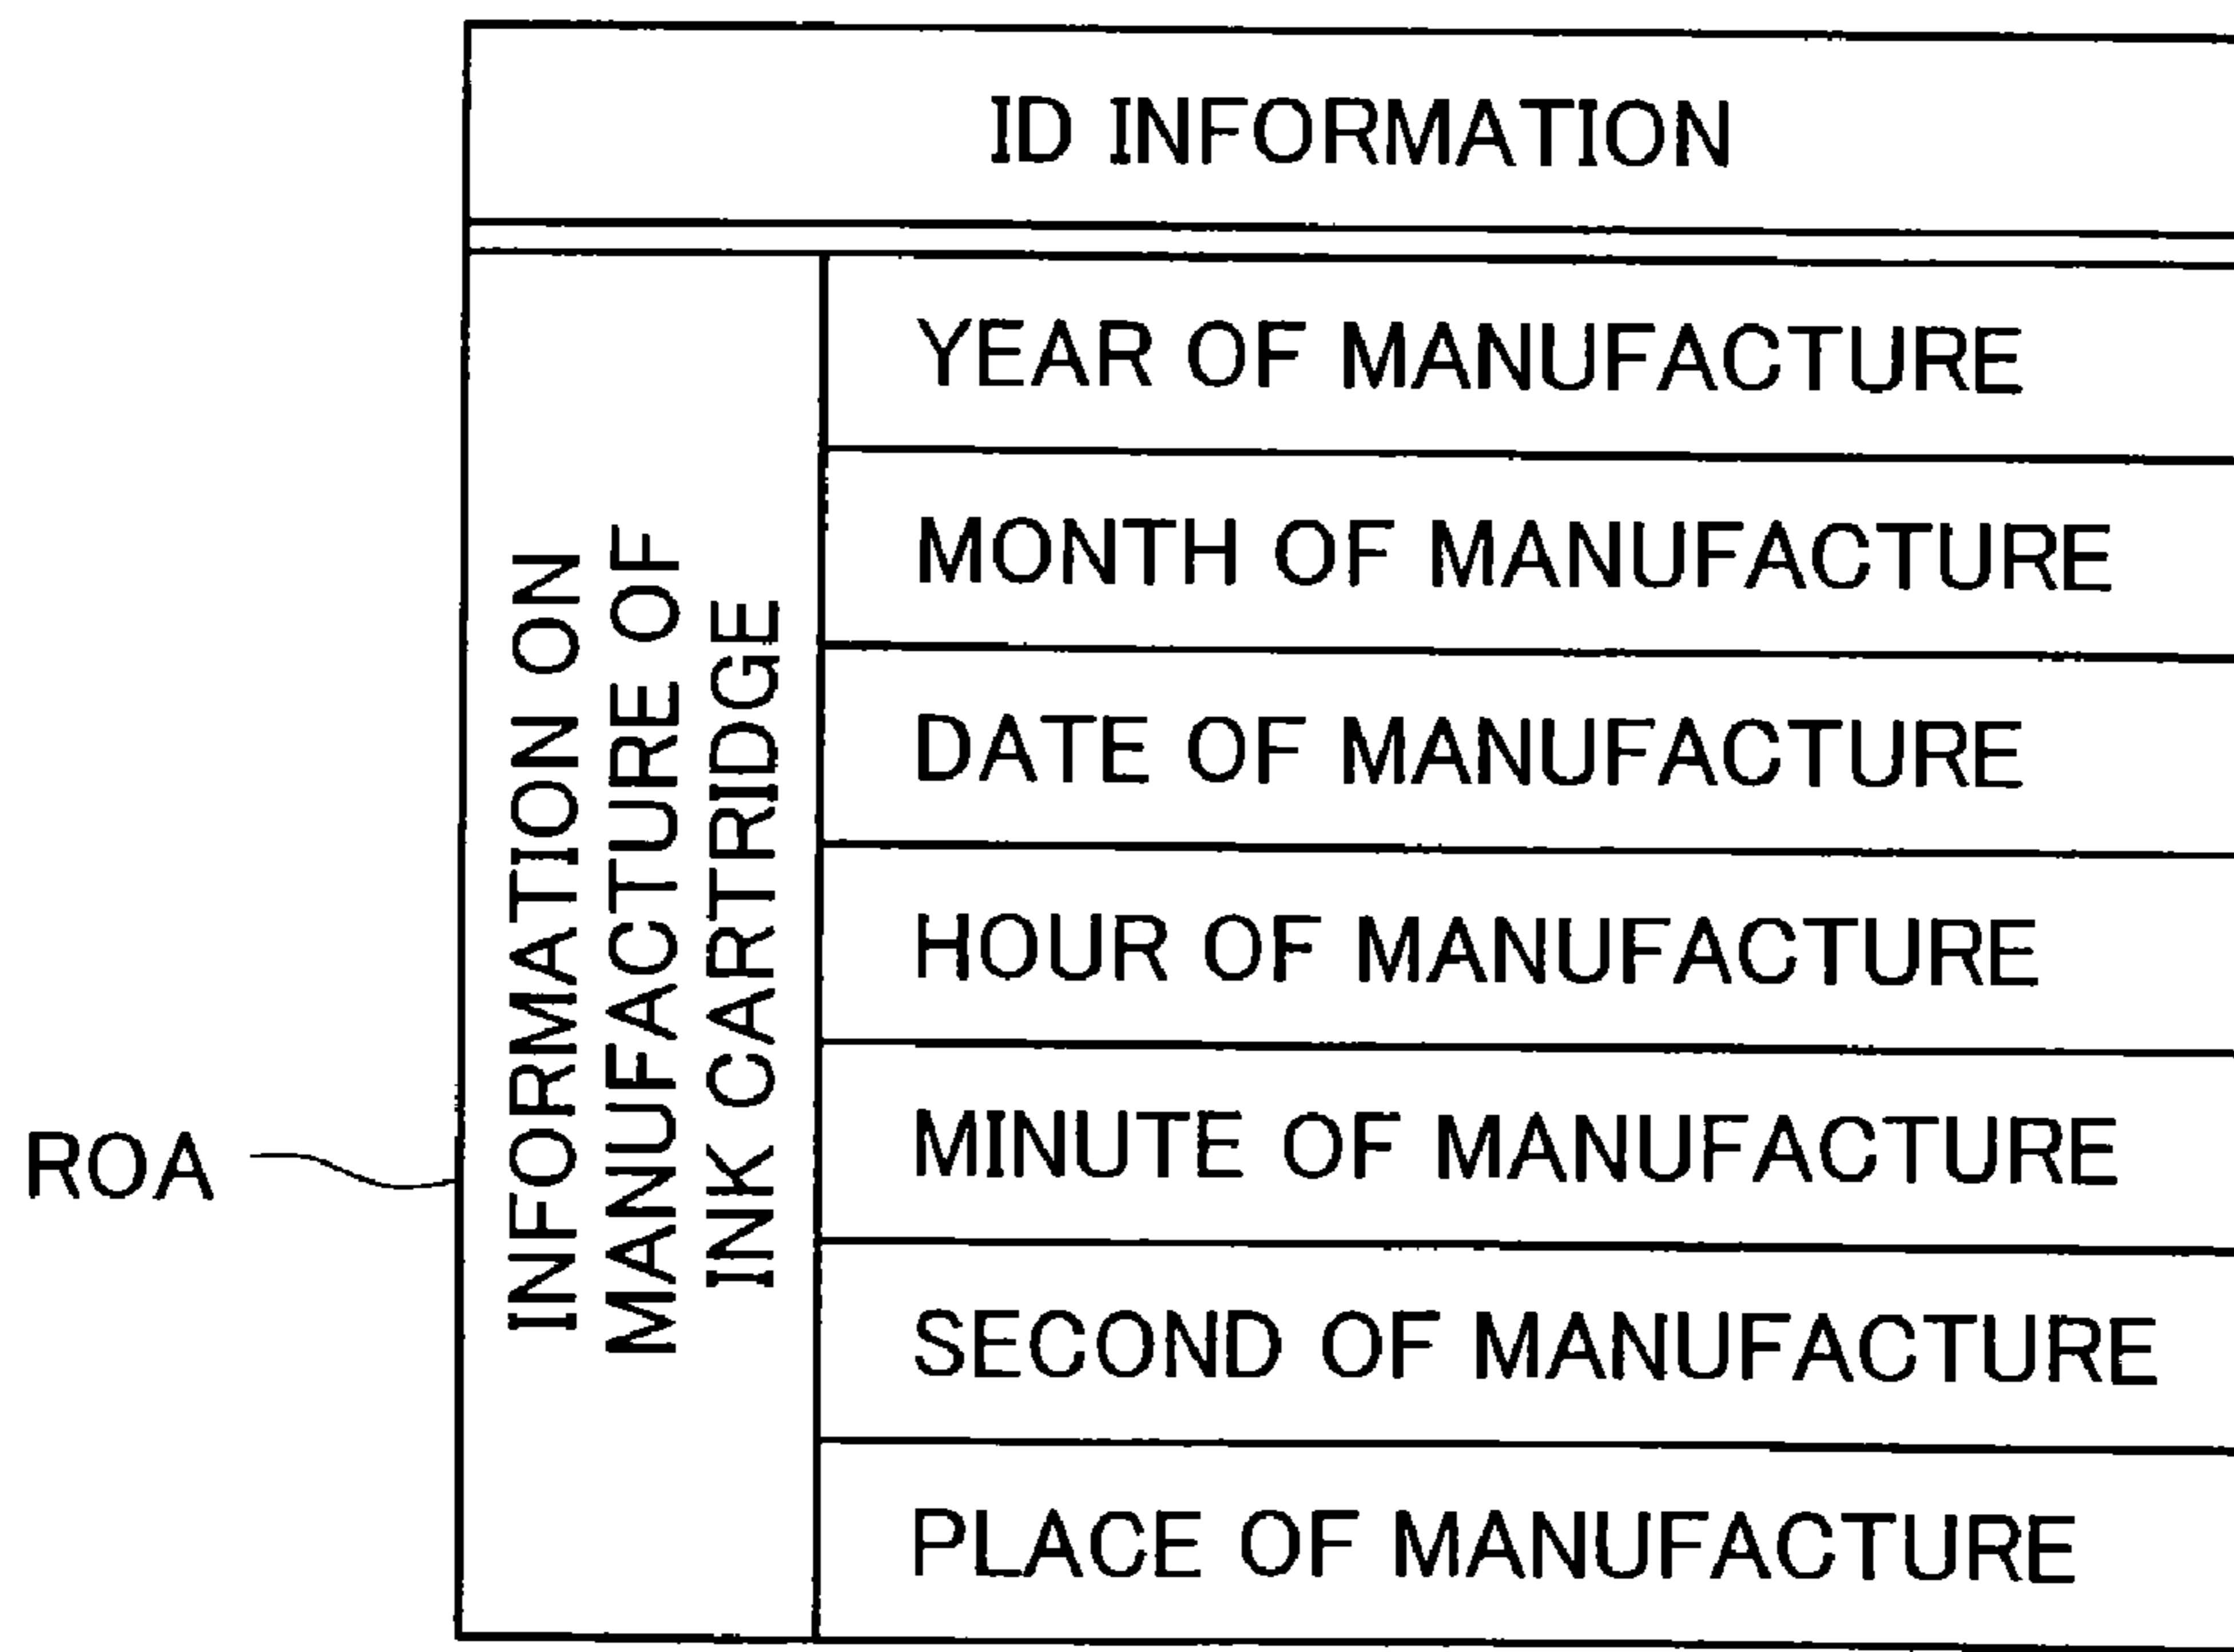 ID INFORMATION
INFORMATION ON
MANUFACTURE OF
INK CARTRIDGE
YEAR OF MANUFACTURE
MONTH OF MANUFACTURE
DATE OF MANUFACTURE
HOUR OF MANUFACTURE
MINUTE OF MANUFACTURE
SECOND OF MANUFACTURE
PLACE OF MANUFACTURE
ROA